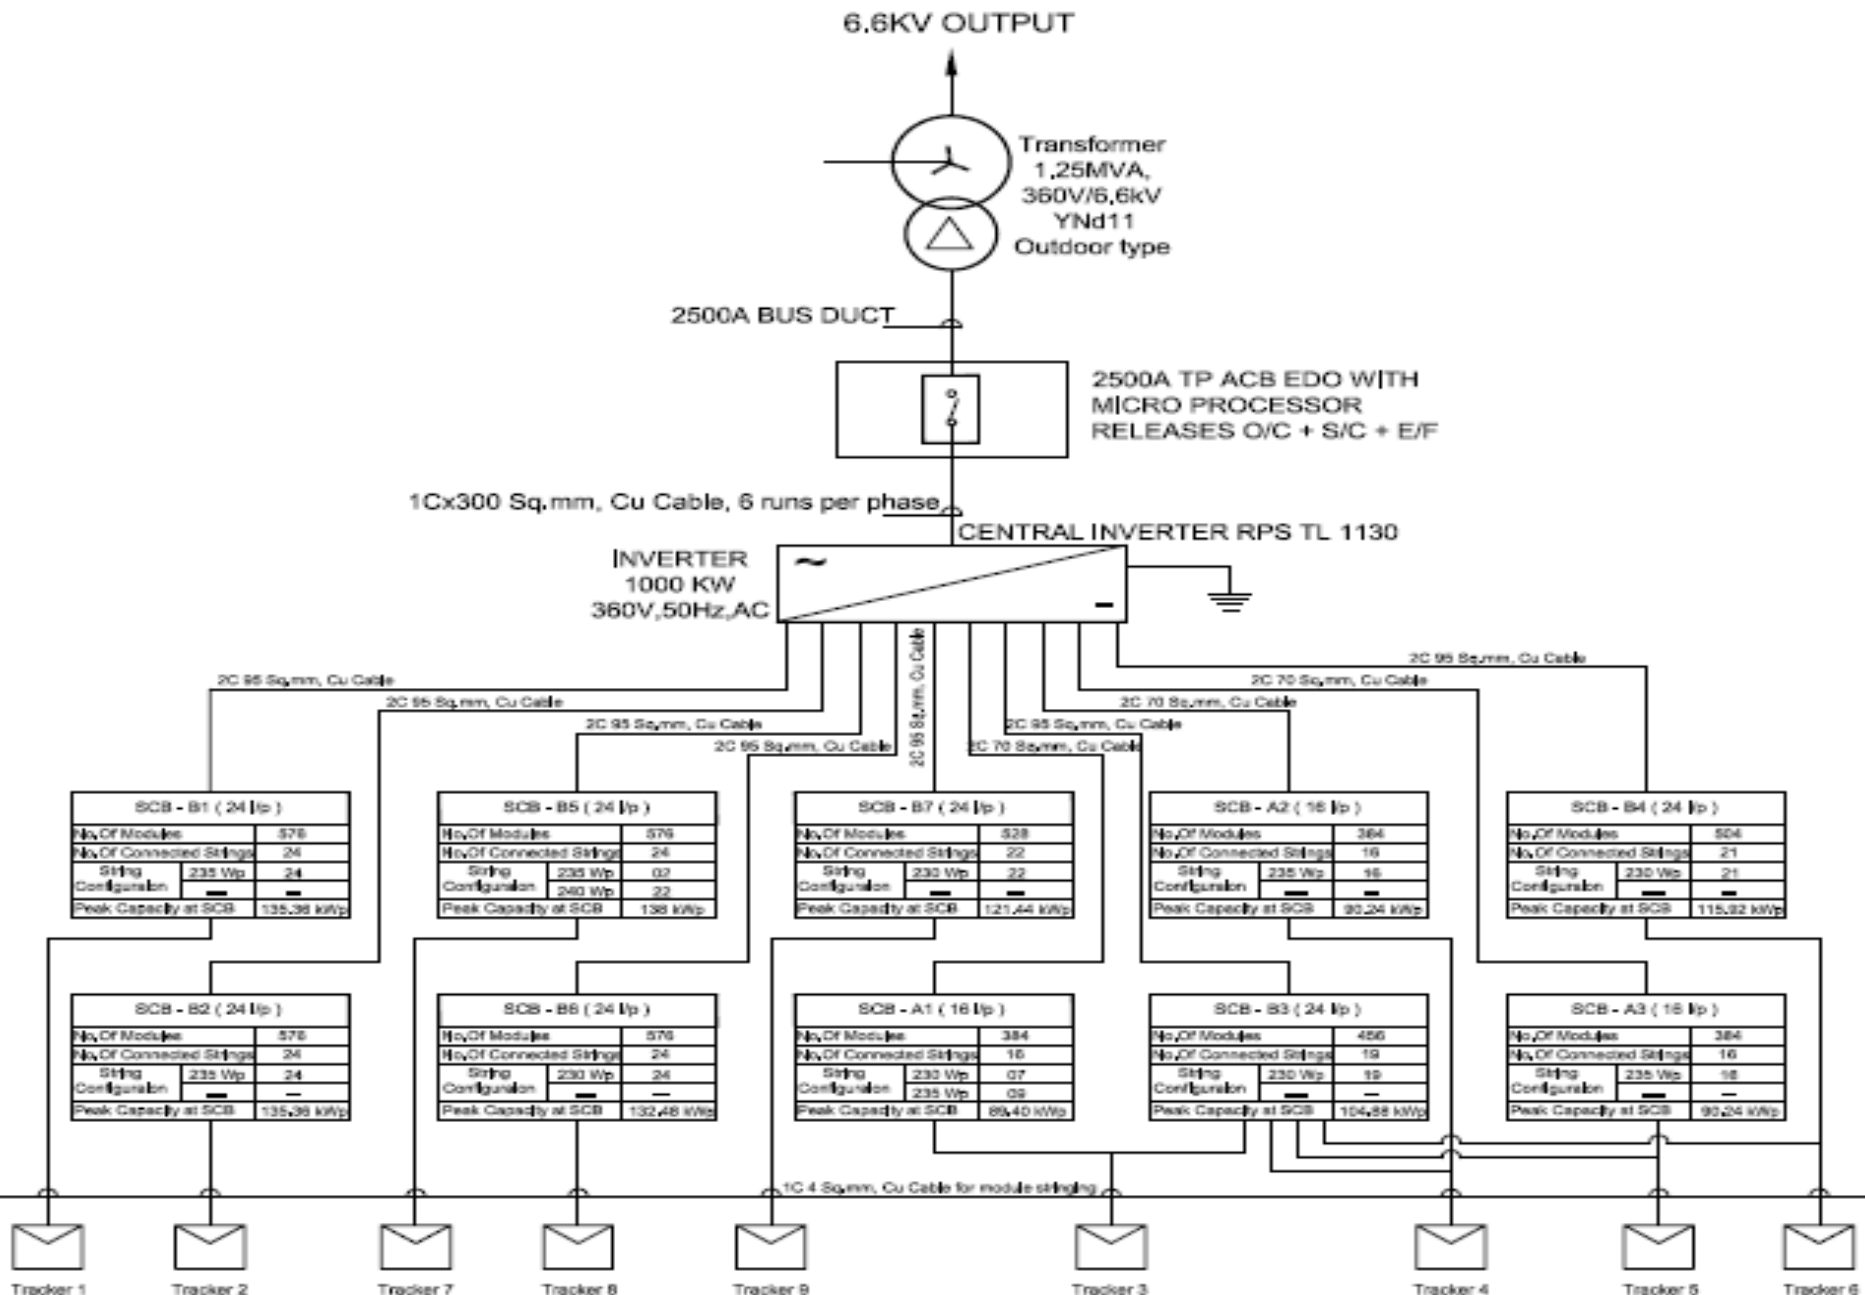 6.6KV OUTPUT
Transformer
1.25MVA,
360V/6.6kV
YNd11
Outdoor type
2500A BUS DUCT
2500A TP ACB EDO WITH
MICRO PROCESSOR
RELEASES O/C + S/C + E/F
1Cx300 Sq.mm, Cu Cable, 6 runs per phase
CENTRAL INVERTER RPS TL 1130
INVERTER
1000 KW
360V,50Hz,AC
~
-
2C 95 Sq.mm, Cu Cable
2C 95 Sq.mm, Cu Cable
2C 95 Sq.mm, Cu Cable
2C 95 Sq.mm, Cu Cable
2C 95 Sq.mm, Cu Cable
2C 70 Sq.mm, Cu Cable
2C 95 Sq.mm, Cu Cable
2C 70 Sq.mm, Cu Cable
2C 70 Sq.mm, Cu Cable
2C 95 Sq.mm, Cu Cable
SCB - B1 ( 24 I/p )
No.Of Modules 576
No.Of Connected Strings 24
String Configuraion 235 Wp 24
- -
Peak Capacity at SCB 135.36 kWp
SCB - B5 ( 24 I/p )
No.Of Modules 576
No.Of Connected Strings 24
String Configuraion 235 Wp 02
240 Wp 22
Peak Capacity at SCB 138 kWp
SCB - B7 ( 24 I/p )
No.Of Modules 528
No.Of Connected Strings 22
String Configuraion 230 Wp 22
- -
Peak Capacity at SCB 121.44 kWp
SCB - A2 ( 16 I/p )
No.Of Modules 384
No.Of Connected Strings 16
String Configuraion 235 Wp 16
- -
Peak Capacity at SCB 90.24 kWp
SCB - B4 ( 24 I/p )
No.Of Modules 504
No.Of Connected Strings 21
String Configuraion 230 Wp 21
- -
Peak Capacity at SCB 115.92 kWp
SCB - B2 ( 24 I/p )
No.Of Modules 576
No.Of Connected Strings 24
String Configuraion 235 Wp 24
- -
Peak Capacity at SCB 135.36 kWp
SCB - B6 ( 24 I/p )
No.Of Modules 576
No.Of Connected Strings 24
String Configuraion 230 Wp 24
- -
Peak Capacity at SCB 132.48 kWp
SCB - A1 ( 16 I/p )
No.Of Modules 384
No.Of Connected Strings 16
String Configuraion 230 Wp 07
235 Wp 09
Peak Capacity at SCB 89.40 kWp
SCB - B3 ( 24 I/p )
No.Of Modules 456
No.Of Connected Strings 19
String Configuraion 230 Wp 19
- -
Peak Capacity at SCB 104.88 kWp
SCB - A3 ( 16 I/p )
No.Of Modules 384
No.Of Connected Strings 16
String Configuraion 235 Wp 16
- -
Peak Capacity at SCB 90.24 kWp
1C 4 Sq.mm, Cu Cable for module stringing
Tracker 1
Tracker 2
Tracker 7
Tracker 8
Tracker 9
Tracker 3
Tracker 4
Tracker 5
Tracker 6